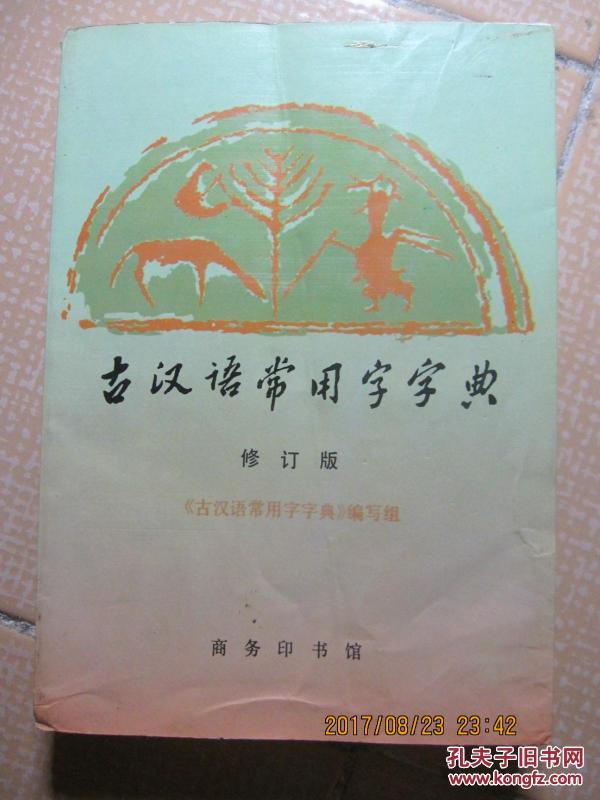 古汉语常用字字典
修订版
《古汉语常用字字典》编写组
商务印书馆
2017/08/23 23:42
孔夫子旧书网
www.kongfz.com